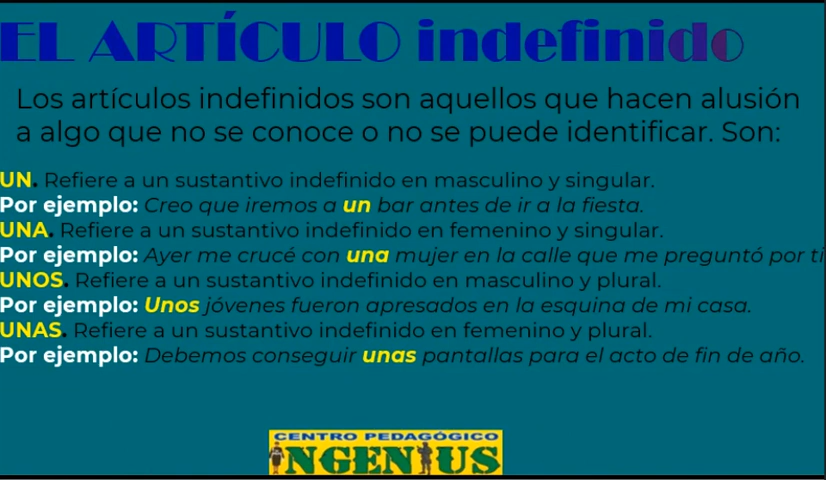 EL ARTÍCULO indefinido
Los artículos indefinidos son aquellos que hacen alusión
a algo que no se conoce o no se puede identificar. Son:
UN. Refiere a un sustantivo indefinido en masculino y singular.
Por ejemplo: Creo que iremos a un bar antes de ir a la fiesta.
UNA. Refiere a un sustantivo indefinido en femenino y singular.
Por ejemplo: Ayer me crucé con una mujer en la calle que me preguntó por ti
UNOS. Refiere a un sustantivo indefinido en masculino y plural.
Por ejemplo: Unos jóvenes fueron apresados en la esquina de mi casa.
UNAS. Refiere a un sustantivo indefinido en femenino y plural.
Por ejemplo: Debemos conseguir unas pantallas para el acto de fin de año.
CENTRO PEDAGÓGICO
INGENIUS